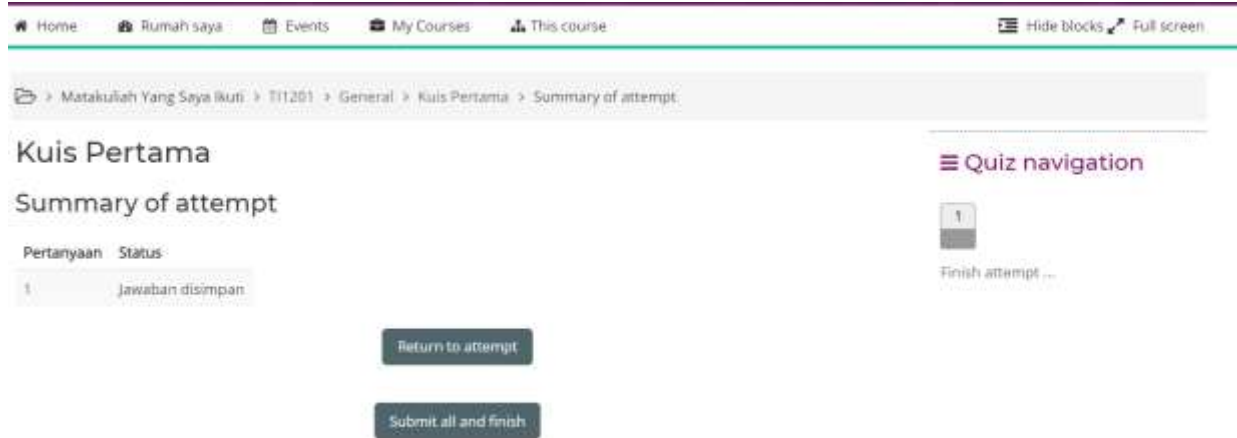 Home Rumah saya Events My Courses This course Hide blocks Full screen
> Matakuliah Yang Saya Ikuti > TI1201 > General > Kuis Pertama > Summary of attempt
Kuis Pertama
Quiz navigation
Summary of attempt
1
Pertanyaan Status
Finish attempt ...
1 Jawaban disimpan
Return to attempt
Submit all and finish